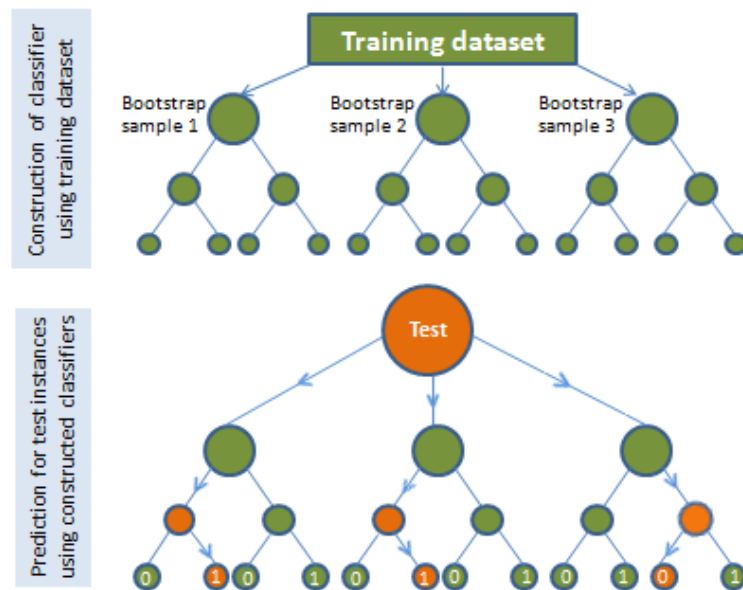 Construction of classifier
using training dataset
Training dataset
Bootstrap
sample 1
Bootstrap
sample 2
Bootstrap
sample 3
Prediction for test instances
using constructed classifiers
Test
0 1 0 1 0 1 0 1 0 1 0 1